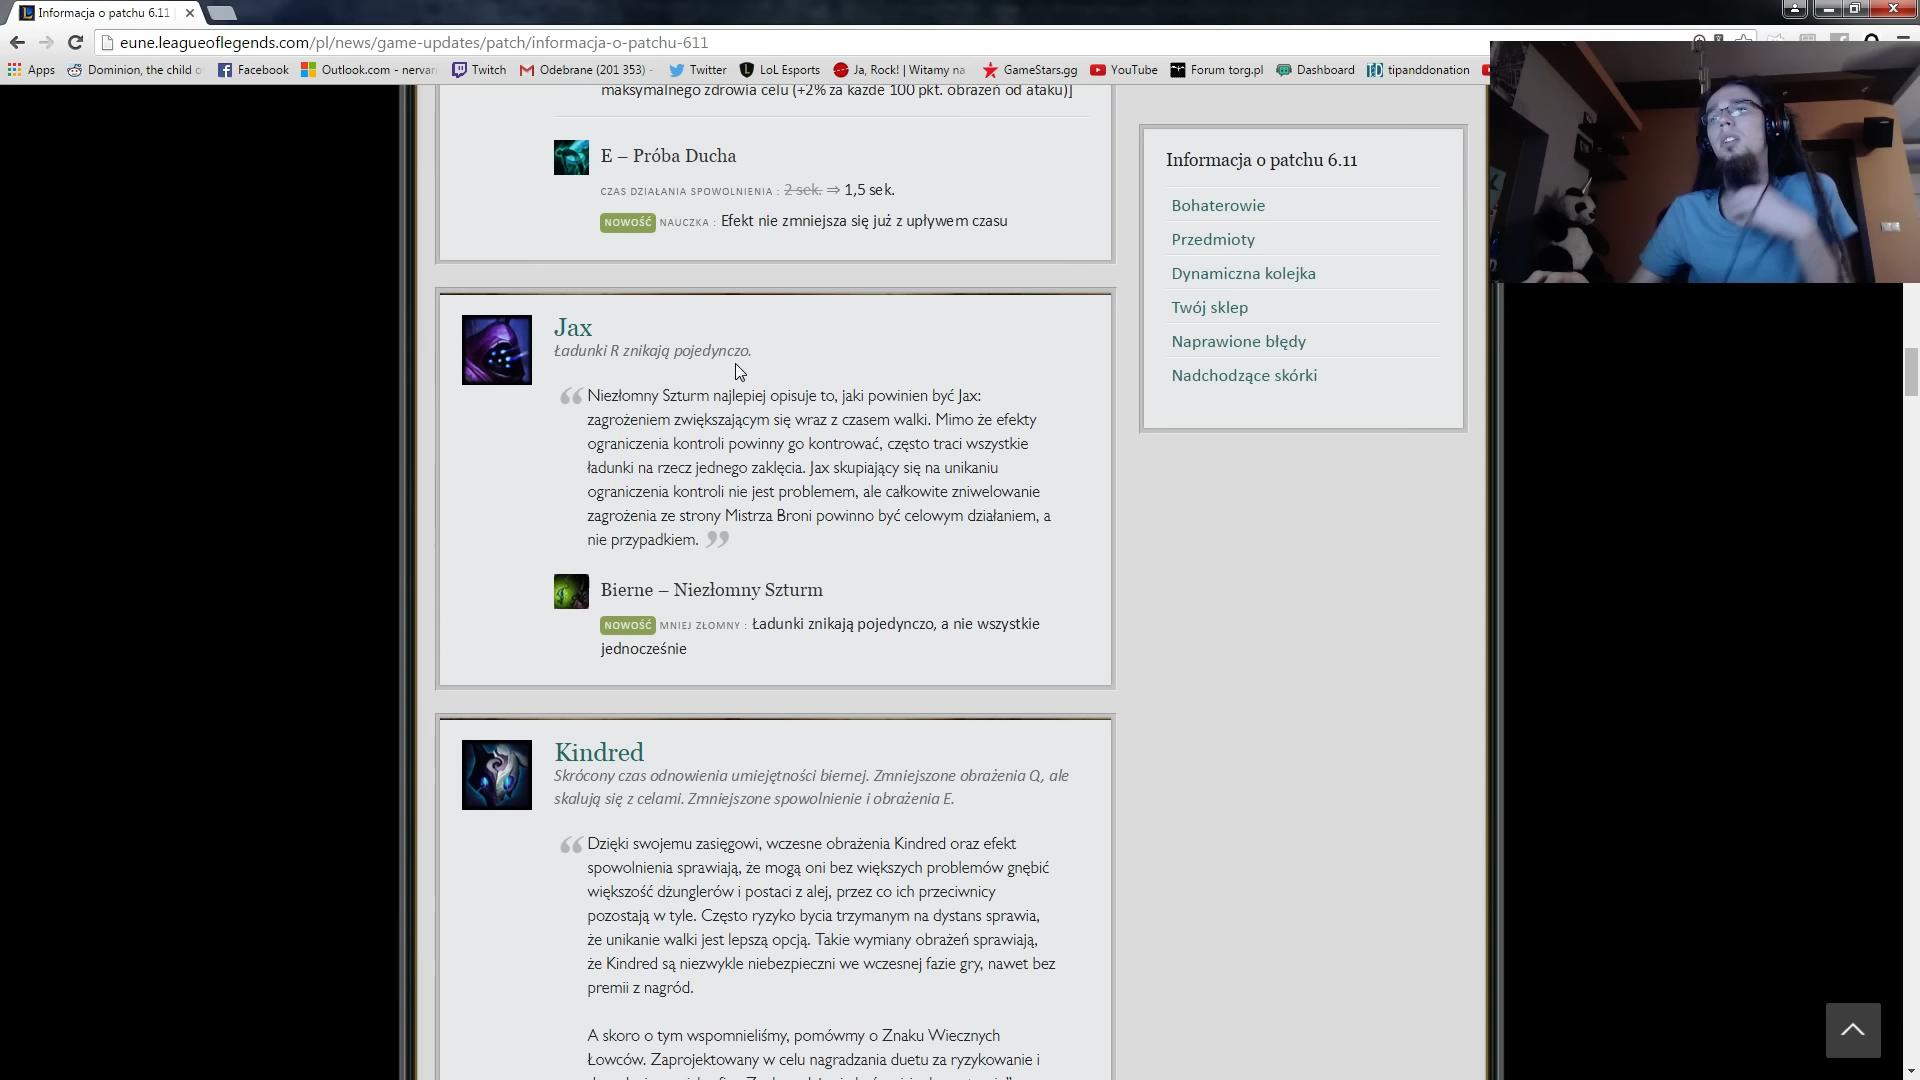 Informacja o patchu 6.11
eune.leagueoflegends.com/pl/news/game-updates/patch/informacja-o-patchu-611
Apps
Dominion, the child o
Facebook
Outlook.com - nervar
Twitch
Odebrane (201 353) -
Twitter
LoL Esports
Ja, Rock! | Witamy na
GameStars.gg
YouTube
Forum torg.pl
Dashboard
tipanddonation
maksymalnego zdrowia celu (+2% za każde 100 pkt. obrażeń od ataku)]
E – Próba Ducha
CZAS DZIAŁANIA SPOWOLNIENIA : 2 sek. ⇒ 1,5 sek.
NOWOŚĆ NAUCZKA : Efekt nie zmniejsza się już z upływem czasu
Jax
Ładunki R znikają pojedynczo.
“ Niezłomny Szturm najlepiej opisuje to, jaki powinien być Jax:
zagrożeniem zwiększającym się wraz z czasem walki. Mimo że efekty
ograniczenia kontroli powinny go kontrować, często traci wszystkie
ładunki na rzecz jednego zaklęcia. Jax skupiający się na unikaniu
ograniczenia kontroli nie jest problemem, ale całkowite zniwelowanie
zagrożenia ze strony Mistrza Broni powinno być celowym działaniem, a
nie przypadkiem. ”
Bierne – Niezłomny Szturm
NOWOŚĆ MNIEJ ZŁOMNY : Ładunki znikają pojedynczo, a nie wszystkie
jednocześnie
Kindred
Skrócony czas odnowienia umiejętności biernej. Zmniejszone obrażenia Q, ale
skalują się z celami. Zmniejszone spowolnienie i obrażenia E.
“ Dzięki swojemu zasięgowi, wczesne obrażenia Kindred oraz efekt
spowolnienia sprawiają, że mogą oni bez większych problemów gnębić
większość dżunglerów i postaci z alej, przez co ich przeciwnicy
pozostają w tyle. Często ryzyko bycia trzymanym na dystans sprawia,
że unikanie walki jest lepszą opcją. Takie wymiany obrażeń sprawiają,
że Kindred są niezwykle niebezpieczni we wczesnej fazie gry, nawet bez
premii z nagród.
A skoro o tym wspomnieliśmy, pomówmy o Znaku Wiecznych
Łowców. Zaprojektowany w celu nagradzania duetu za ryzykowanie i
Informacja o patchu 6.11
Bohaterowie
Przedmioty
Dynamiczna kolejka
Twój sklep
Naprawione błędy
Nadchodzące skórki